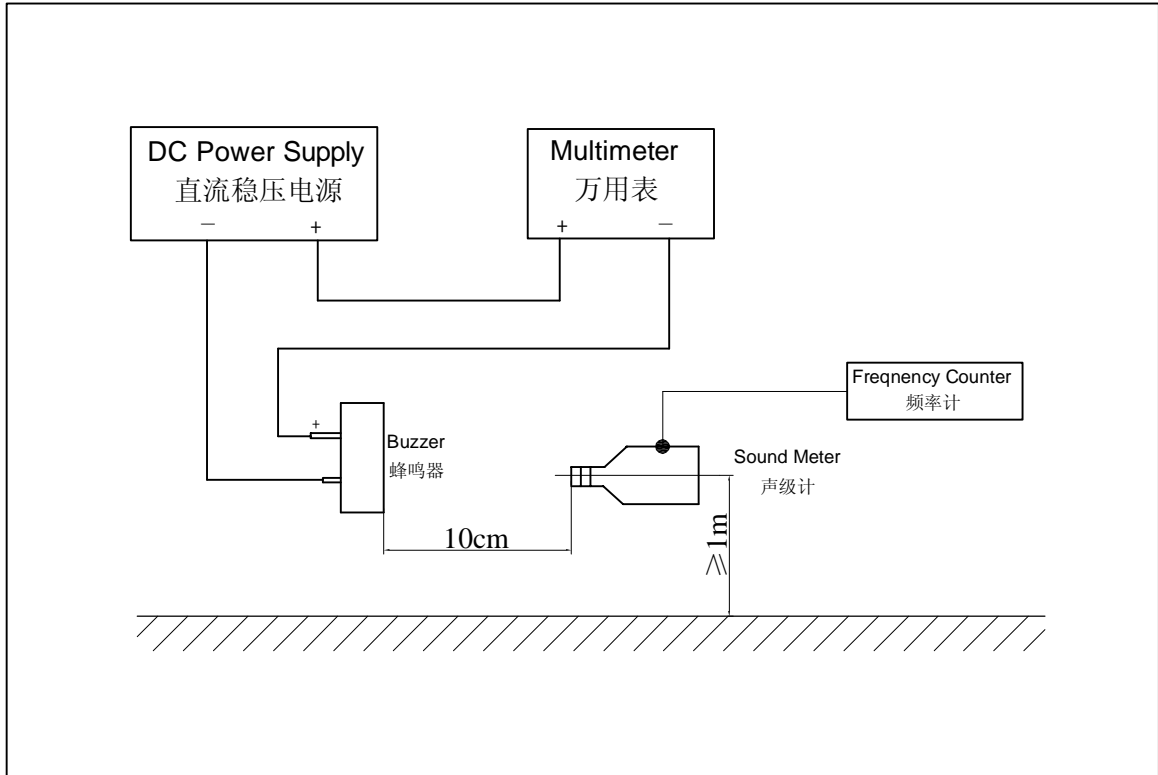 DC Power Supply
直流稳压电源
－ +
Multimeter
万用表
+ －
Freqnency Counter
频率计
+
Buzzer
蜂鸣器
Sound Meter
声级计
10cm
≥1m